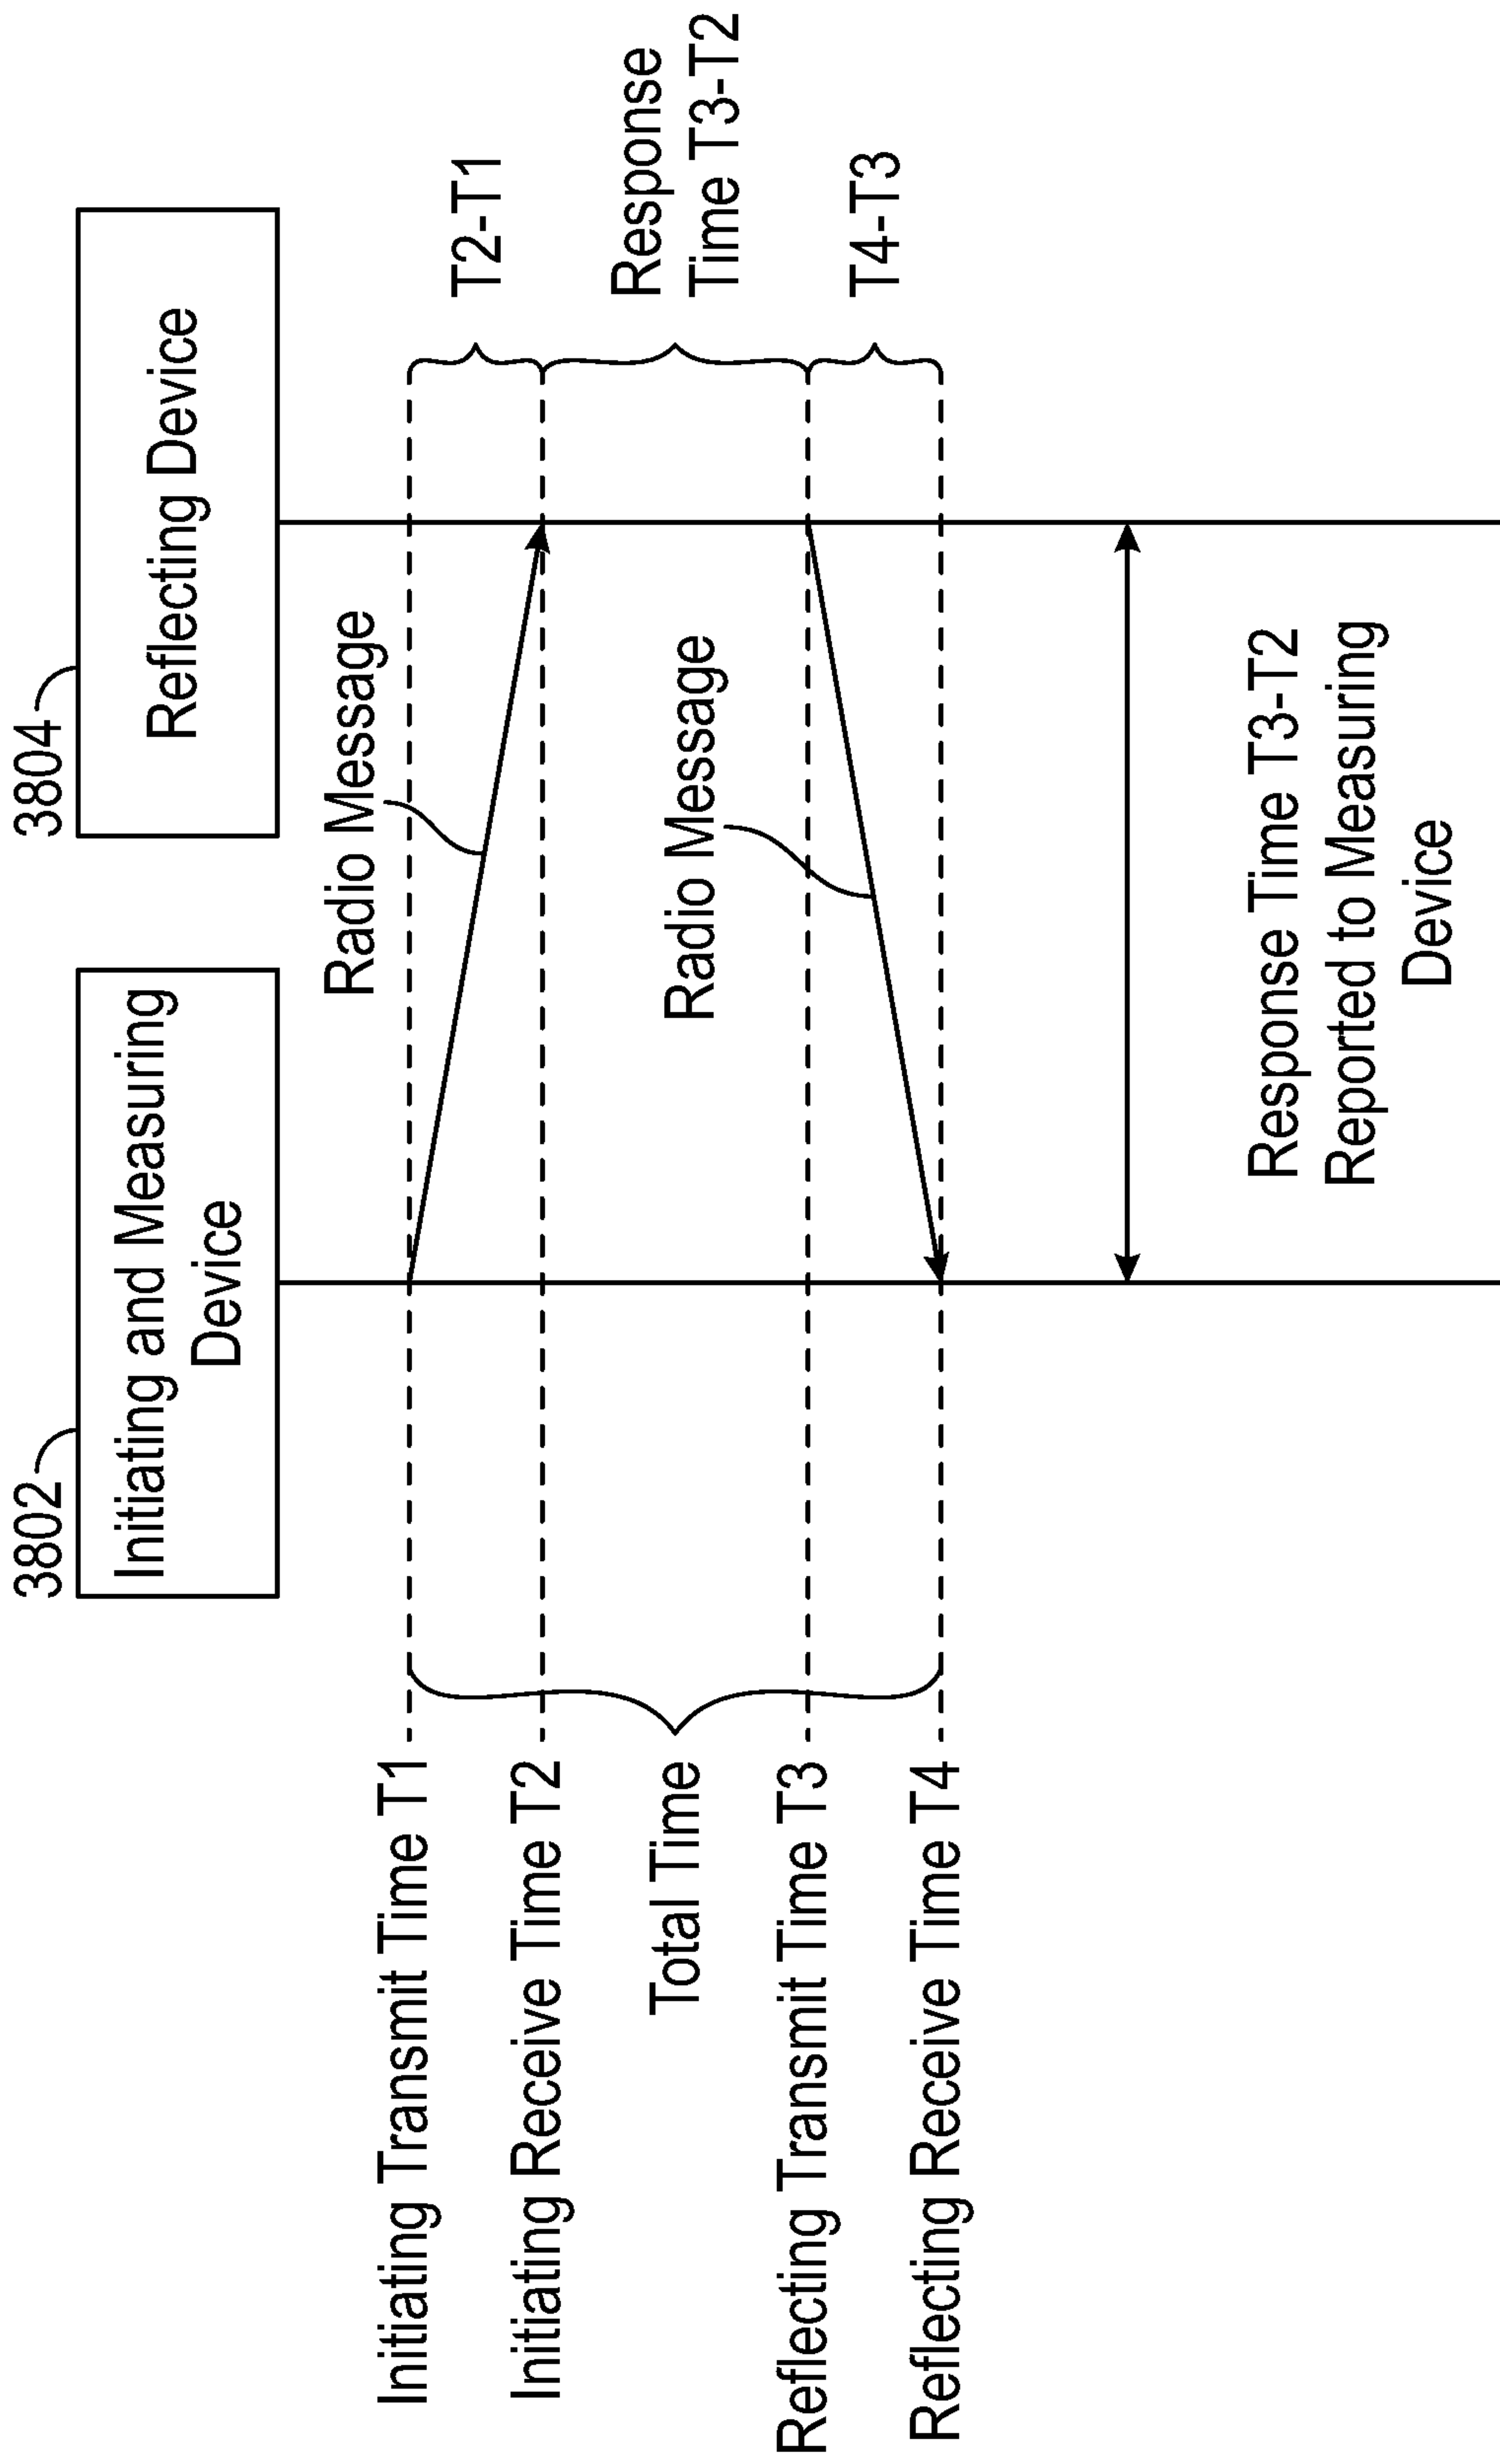 3802
Initiating and Measuring
Device
3804
Reflecting Device
Initiating Transmit Time T1
Radio Message
T2-T1
Initiating Receive Time T2
Total Time
Radio Message
Response
Time T3-T2
Reflecting Transmit Time T3
Reflecting Receive Time T4
T4-T3
Response Time T3-T2
Reported to Measuring
Device